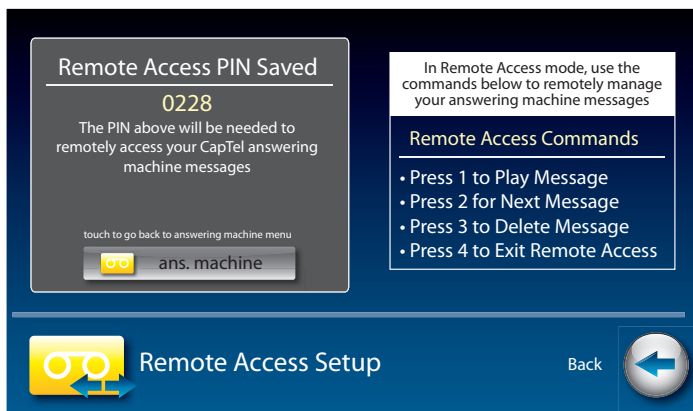 Remote Access PIN Saved
0228
The PIN above will be needed to
remotely access your CapTel answering
machine messages
touch to go back to answering machine menu
ans. machine
In Remote Access mode, use the
commands below to remotely manage
your answering machine messages
Remote Access Commands
• Press 1 to Play Message
• Press 2 for Next Message
• Press 3 to Delete Message
• Press 4 to Exit Remote Access
Remote Access Setup
Back